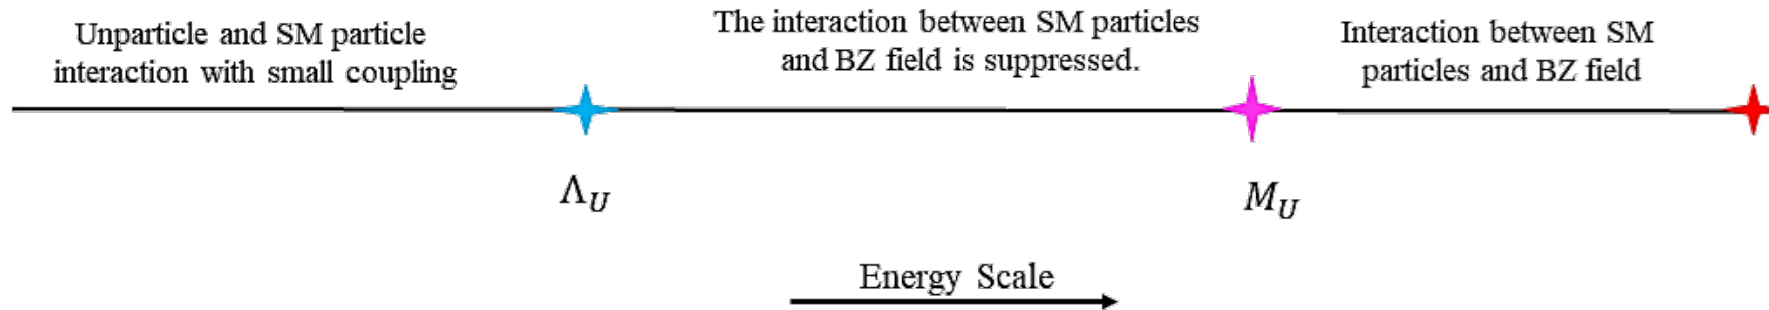 Unparticle and SM particle
interaction with small coupling
The interaction between SM particles
and BZ field is suppressed.
Interaction between SM
particles and BZ field
Λ_U
M_U
Energy Scale